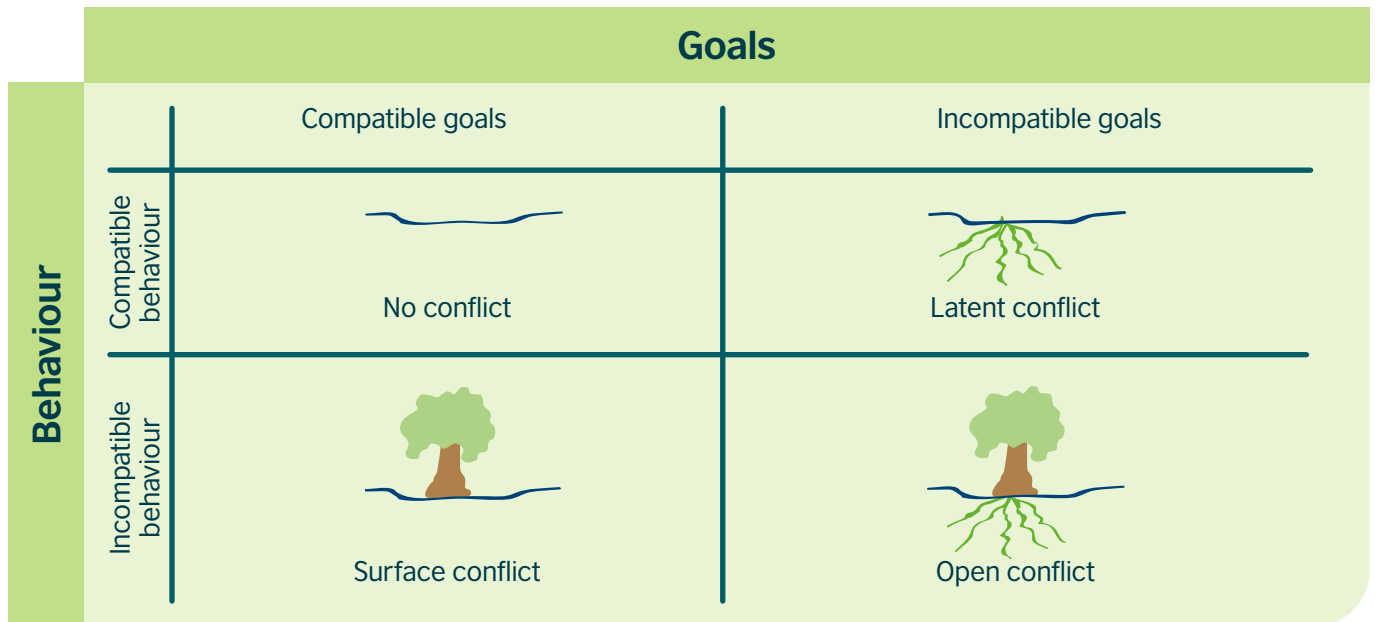 Goals
Behaviour
Compatible goals
Incompatible goals
Compatible
behaviour
No conflict
Latent conflict
Incompatible
behaviour
Surface conflict
Open conflict